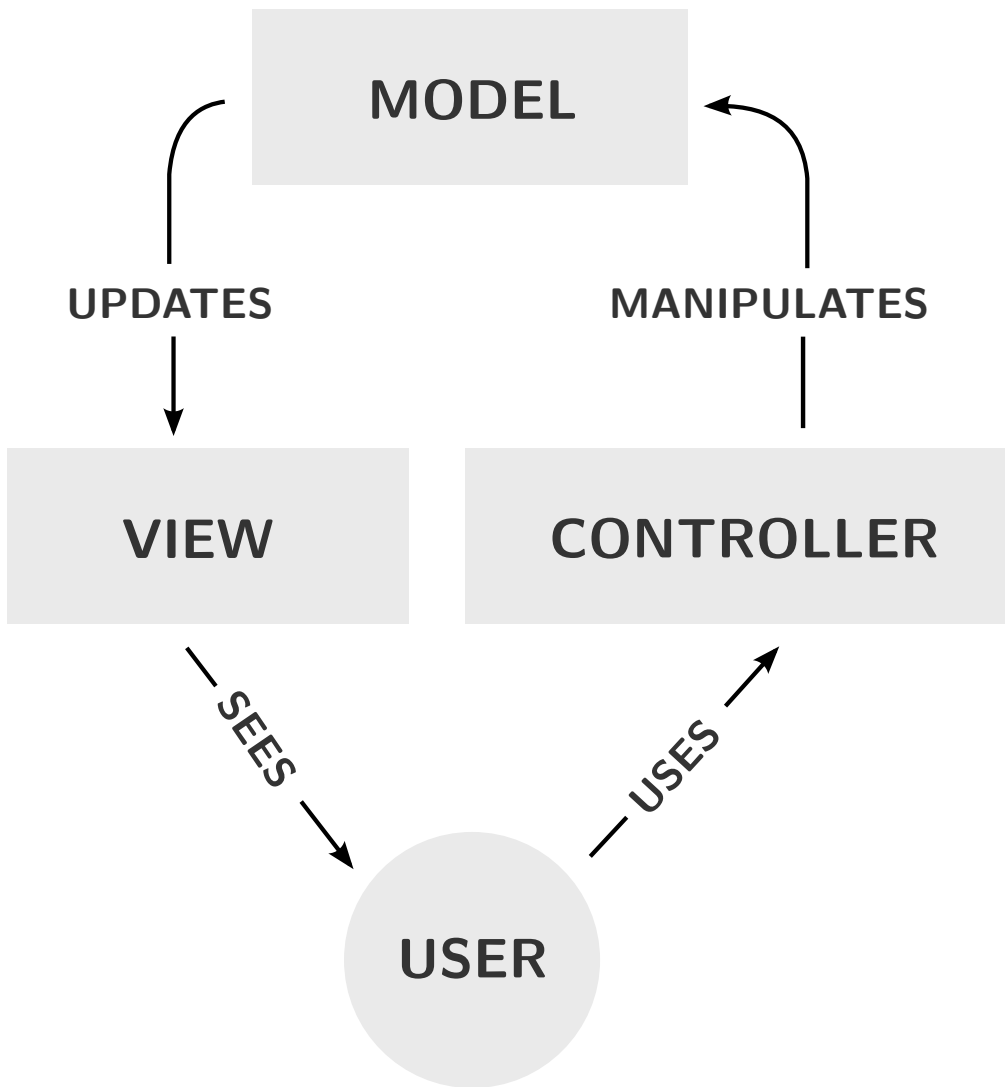 MODEL
UPDATES
MANIPULATES
VIEW
CONTROLLER
SEES
USES
USER